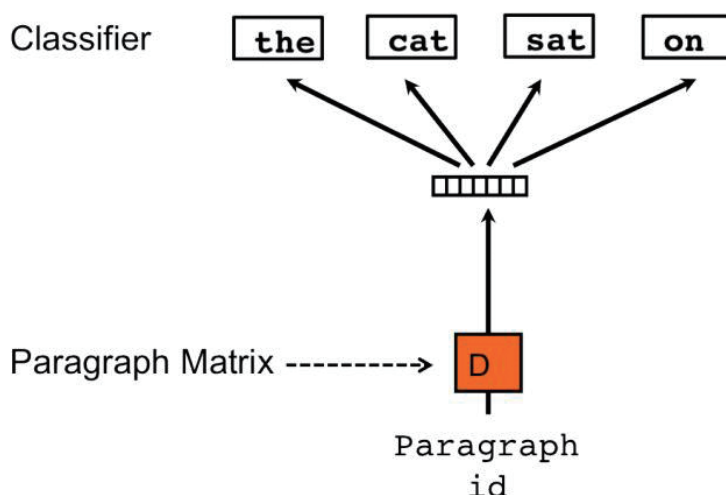 Classifier the cat sat on
Paragraph Matrix D
Paragraph
id